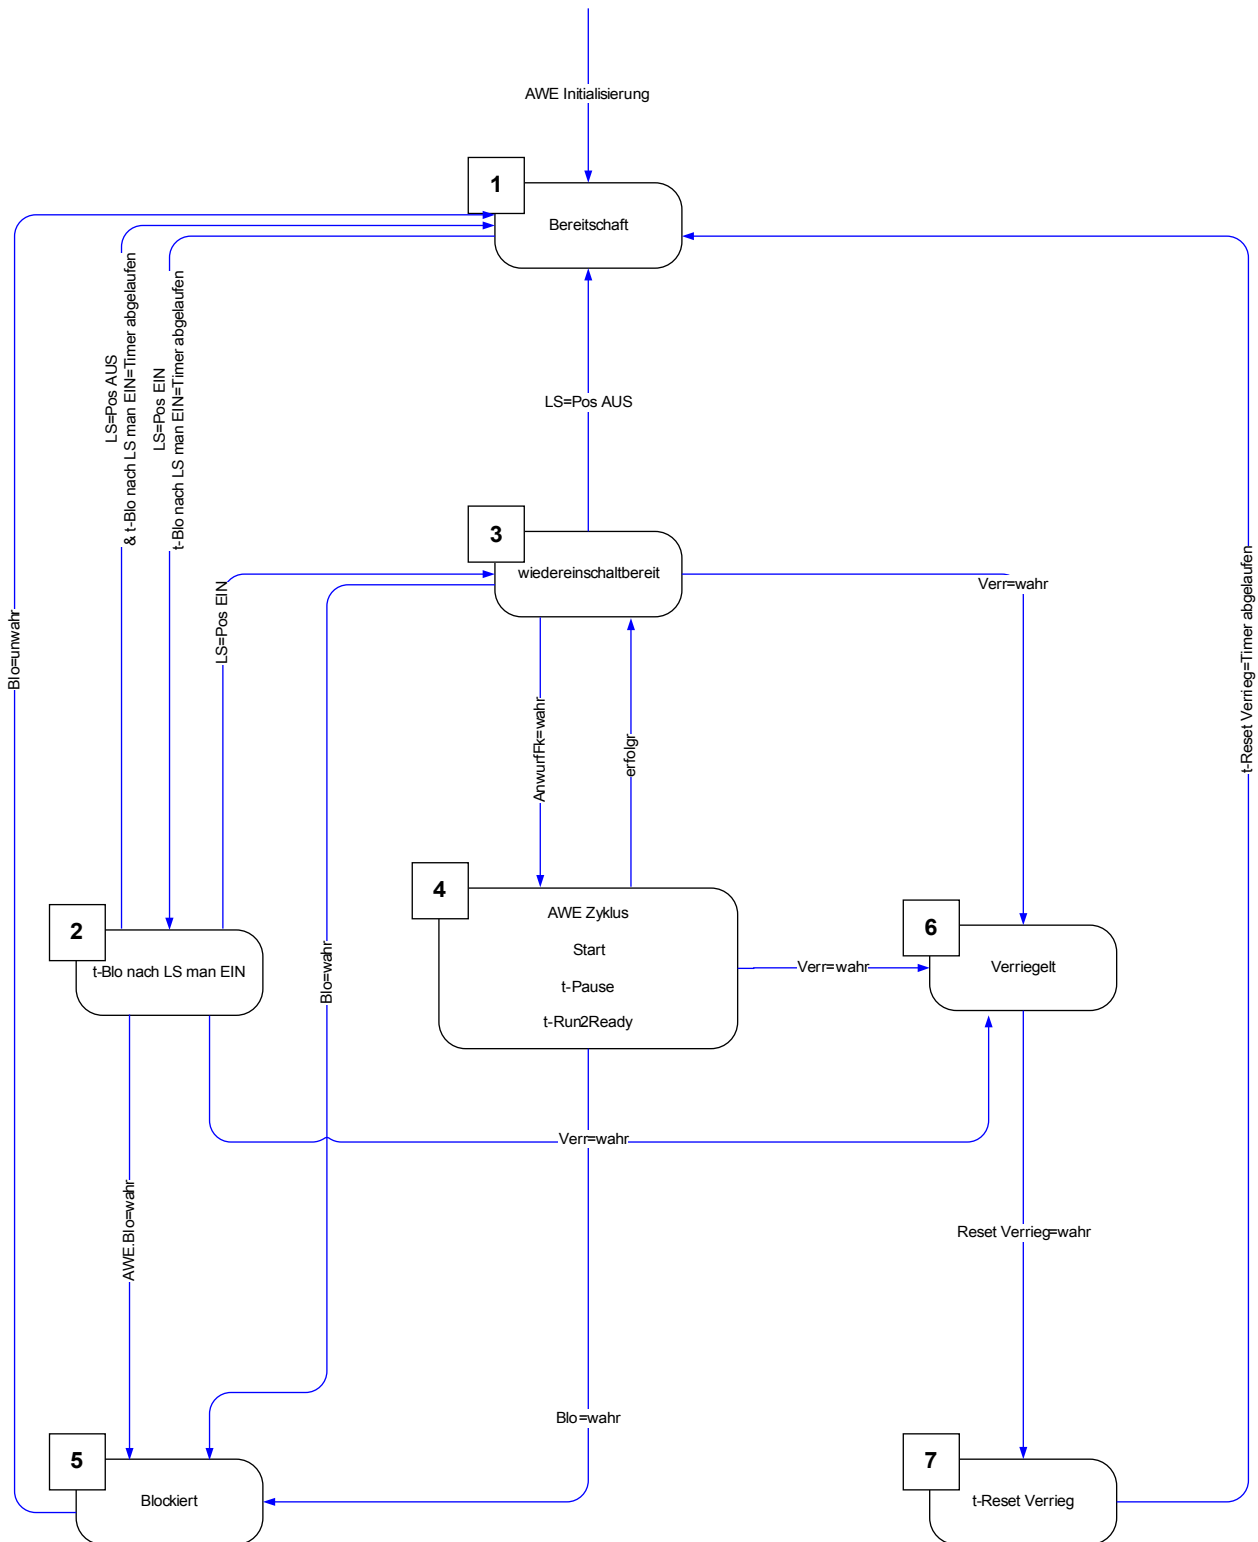 AWE Initialisierung
1
Bereitschaft
LS=Pos AUS
& t-Blo nach LS man EIN=Timer abgelaufen
LS=Pos EIN
t-Blo nach LS man EIN=Timer abgelaufen
LS=Pos AUS
3
wiedereinschaltbereit
Verr=wahr
LS=Pos EIN
Blo=unwahr
t-Reset Verrieg=Timer abgelaufen
AnwurfFk=wahr
erfolgr
4
AWE Zyklus
Start
t-Pause
t-Run2Ready
2
t-Blo nach LS man EIN
Blo=wahr
Verr=wahr
6
Verriegelt
Verr=wahr
AWE.Blo=wahr
Reset Verrieg=wahr
Blo=wahr
5
Blockiert
7
t-Reset Verrieg